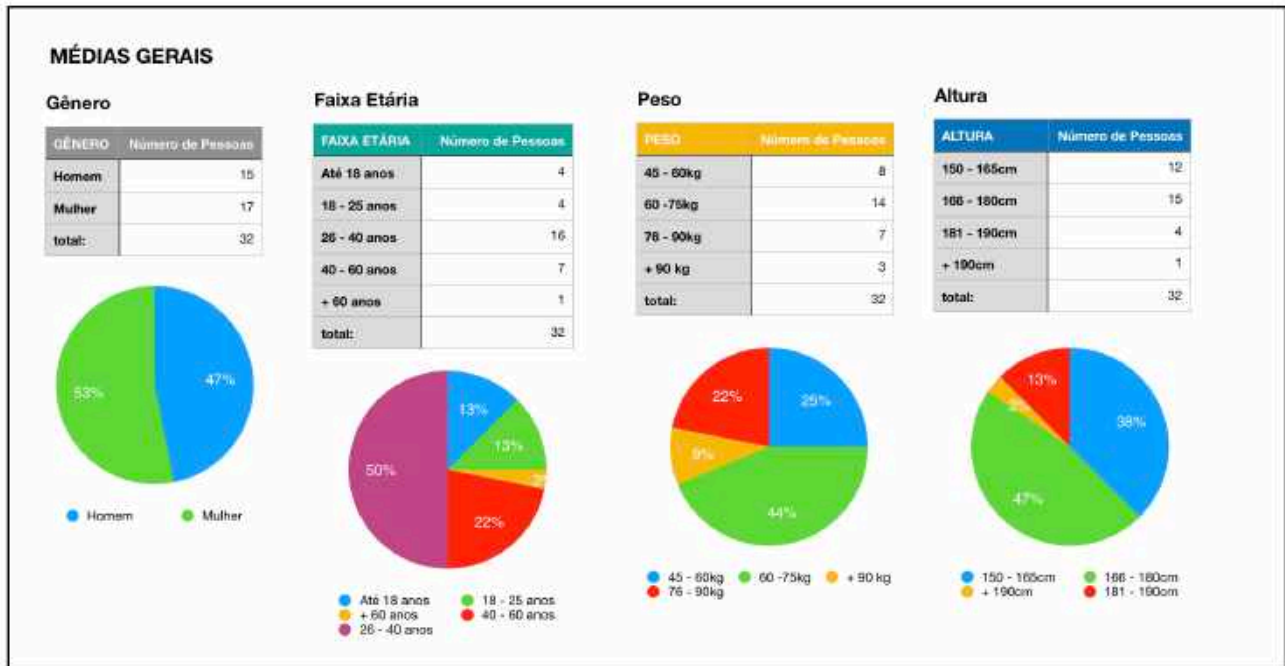 MÉDIAS GERAIS
Gênero
GÊNERO Número de Pessoas
Homem 15
Mulher 17
total: 32
53%
47%
Homem Mulher
Faixa Etária
FAIXA ETÁRIA Número de Pessoas
Até 18 anos 4
18 - 25 anos 4
26 - 40 anos 16
40 - 60 anos 7
+ 60 anos 1
total: 32
13%
13%
50%
22%
Até 18 anos 18 - 25 anos
+ 60 anos 40 - 60 anos
26 - 40 anos
Peso
PESO Número de Pessoas
45 - 60kg 8
60 -75kg 14
76 - 90kg 7
+ 90 kg 3
total: 32
22%
25%
9%
44%
45 - 60kg 60 -75kg + 90 kg
76 - 90kg
Altura
ALTURA Número de Pessoas
150 - 165cm 12
166 - 180cm 15
181 - 190cm 4
+ 190cm 1
total: 32
13%
38%
47%
150 - 165cm 166 - 180cm
+ 190cm 181 - 190cm